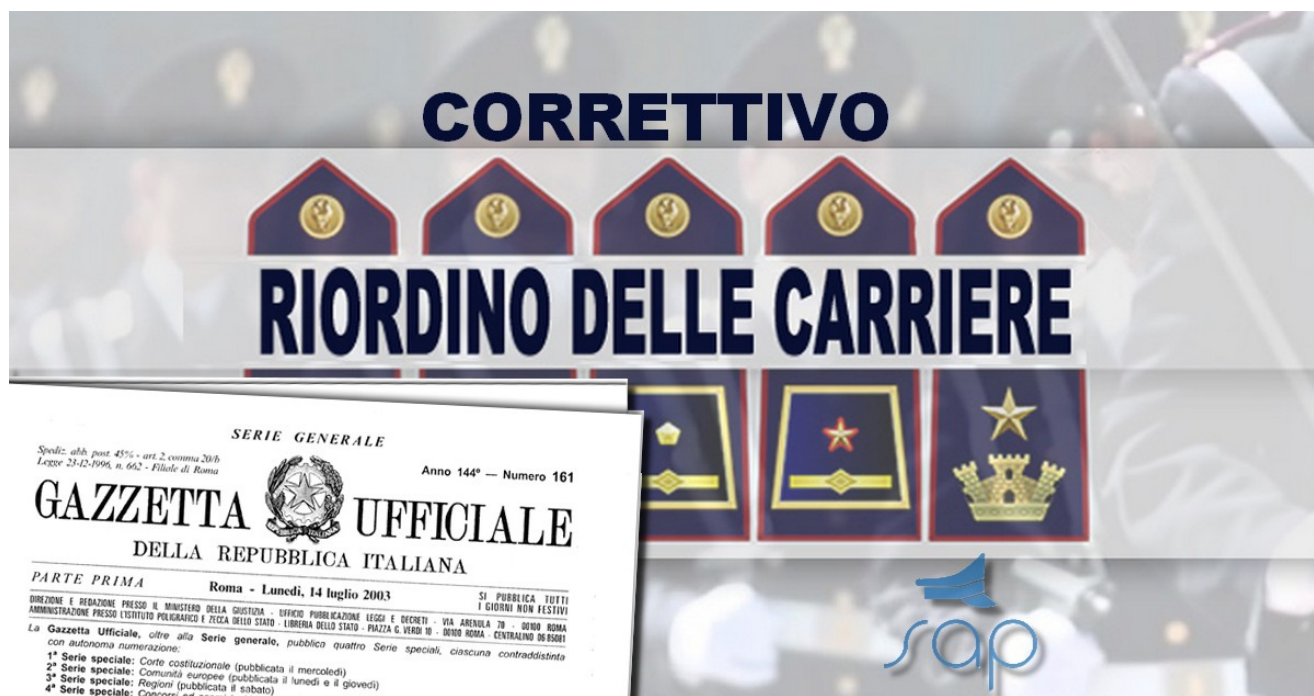 CORRETTIVO
RIORDINO DELLE CARRIERE
SERIE GENERALE
Spediz. abb. post. 45% - art. 2, comma 20/b
Legge 23-12-1996, n. 662 - Filiale di Roma
Anno 144° — Numero 161
GAZZETTA UFFICIALE
DELLA REPUBBLICA ITALIANA
PARTE PRIMA
Roma - Lunedì, 14 luglio 2003
SI PUBBLICA TUTTI
I GIORNI NON FESTIVI
DIREZIONE E REDAZIONE PRESSO IL MINISTERO DELLA GIUSTIZIA - UFFICIO PUBBLICAZIONE LEGGI E DECRETI - VIA ARENULA 70 - 00100 ROMA
AMMINISTRAZIONE PRESSO L'ISTITUTO POLIGRAFICO E ZECCA DELLO STATO - LIBRERIA DELLO STATO - PIAZZA G. VERDI 10 - 00100 ROMA - CENTRALINO 06 85081
La Gazzetta Ufficiale, oltre alla Serie generale, pubblica quattro Serie speciali, ciascuna contraddistinta
con autonoma numerazione:
1ª Serie speciale: Corte costituzionale (pubblicata il mercoledì)
2ª Serie speciale: Comunità europee (pubblicata il lunedì e il giovedì)
3ª Serie speciale: Regioni (pubblicata il sabato)
4ª Serie speciale: Concorsi ed
sap